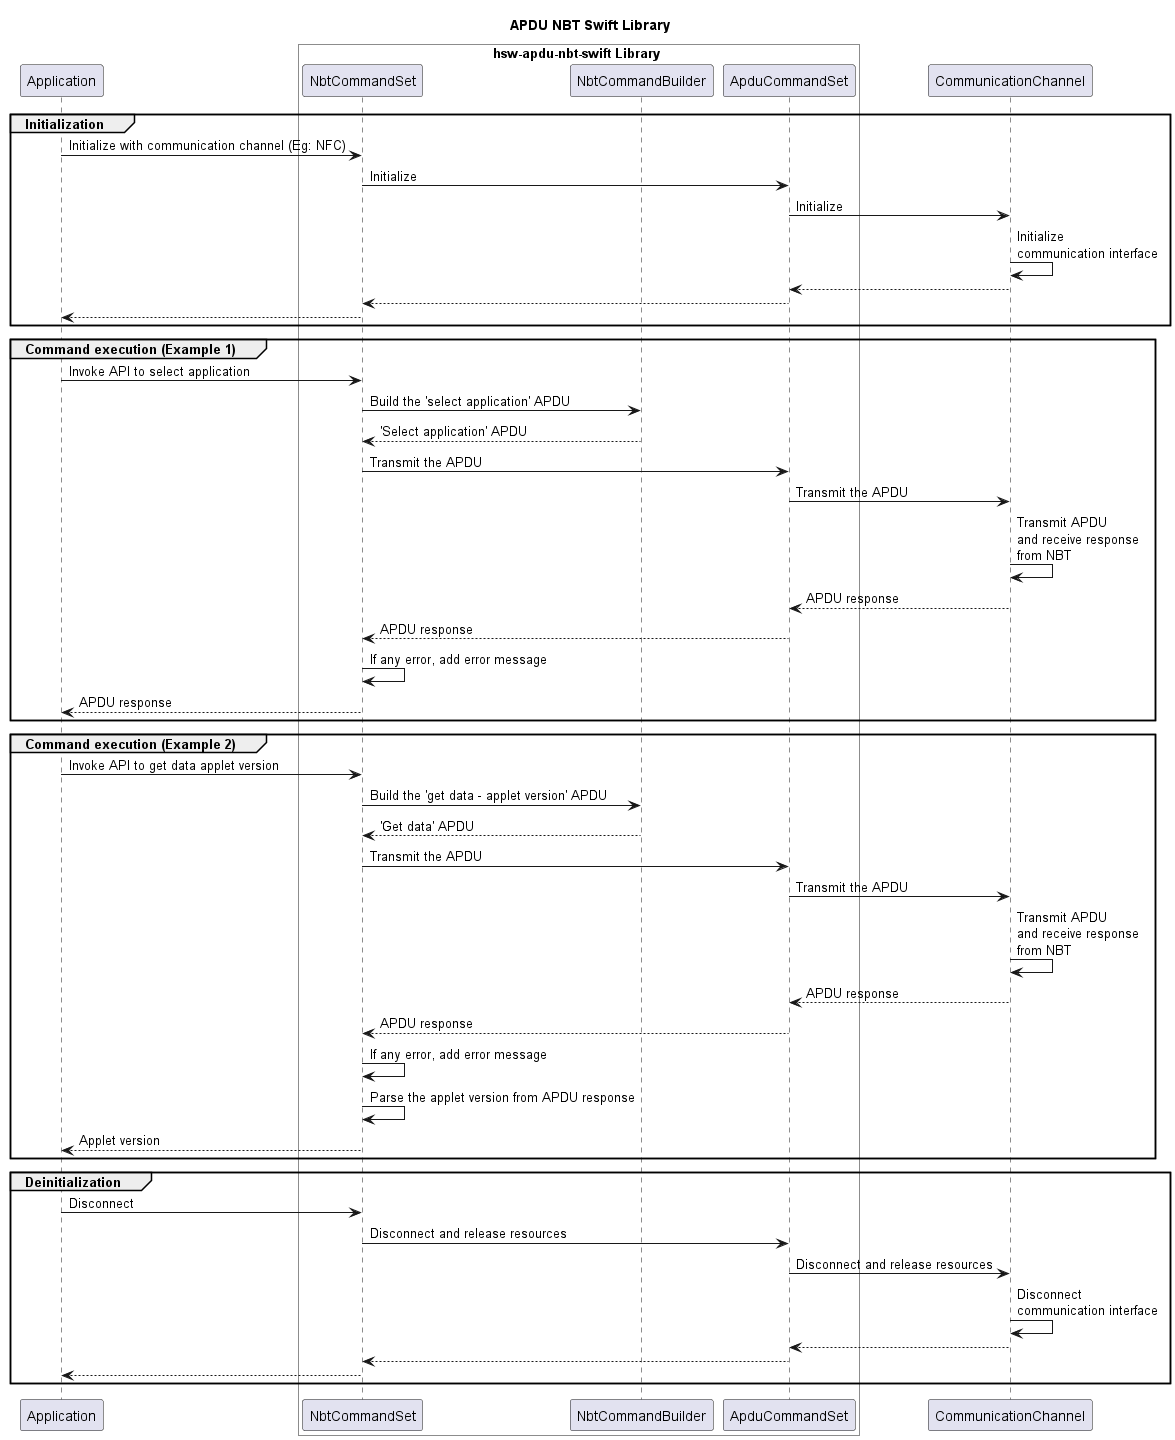 APDU NBT Swift Library
hsw-apdu-nbt-swift Library
Application
NbtCommandSet
NbtCommandBuilder
ApduCommandSet
CommunicationChannel
Initialization
Initialize with communication channel (Eg: NFC)
Initialize
Initialize
Initialize
communication interface
Command execution (Example 1)
Invoke API to select application
Build the 'select application' APDU
'Select application' APDU
Transmit the APDU
Transmit the APDU
Transmit APDU
and receive response
from NBT
APDU response
APDU response
If any error, add error message
APDU response
Command execution (Example 2)
Invoke API to get data applet version
Build the 'get data - applet version' APDU
'Get data' APDU
Transmit the APDU
Transmit the APDU
Transmit APDU
and receive response
from NBT
APDU response
APDU response
If any error, add error message
Parse the applet version from APDU response
Applet version
Deinitialization
Disconnect
Disconnect and release resources
Disconnect and release resources
Disconnect
communication interface
Application
NbtCommandSet
NbtCommandBuilder
ApduCommandSet
CommunicationChannel